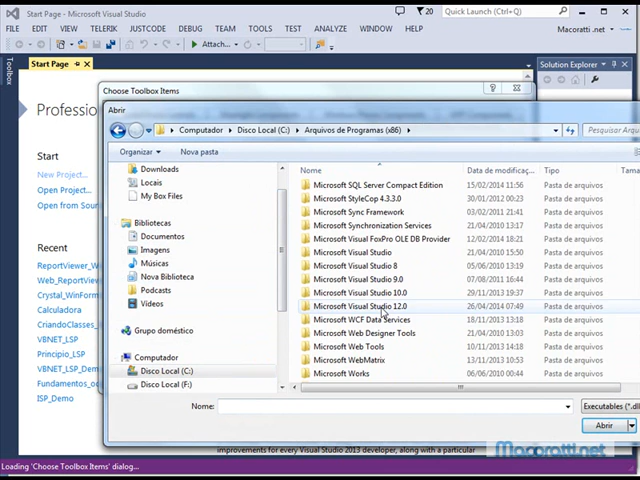 Start Page - Microsoft Visual Studio
20
Quick Launch (Ctrl+Q)
FILE EDIT VIEW TELERIK JUSTCODE TEAM TOOLS TEST ANALYZE WINDOW HELP
Macoratti .net
Attach...
Toolbox
Start Page
Solution Explorer
Choose Toolbox Items
Abrir
Professio
Computador Disco Local (C:) Arquivos de Programas (x86)
Pesquisar Arqu
Organizar Nova pasta
Start
New Project...
Open Project...
Open from Sour
Recent
ReportViewer_W
Web_ReportView
Crystal_WinForm
Calculadora
CriandoClasses_
VBNET_LSP
Principio_LSP
VBNET_LSP_Dem
Fundamentos_oo
ISP_Demo
Downloads
Locais
My Box Files
Bibliotecas
Documentos
Imagens
Músicas
Nova Biblioteca
Podcasts
Vídeos
Grupo doméstico
Computador
Disco Local (C:)
Disco Local (F:)
Nome Data de modificaç... Tipo
Microsoft SQL Server Compact Edition 15/02/2014 11:56 Pasta de arquivos
Microsoft StyleCop 4.3.3.0 30/01/2012 00:23 Pasta de arquivos
Microsoft Sync Framework 03/02/2011 21:41 Pasta de arquivos
Microsoft Synchronization Services 21/04/2010 13:05 Pasta de arquivos
Microsoft Visual FoxPro OLE DB Provider 12/02/2014 18:21 Pasta de arquivos
Microsoft Visual Studio 21/04/2010 12:52 Pasta de arquivos
Microsoft Visual Studio 8 05/06/2010 13:19 Pasta de arquivos
Microsoft Visual Studio 9.0 08/08/2010 13:11 Pasta de arquivos
Microsoft Visual Studio 10.0 29/11/2013 19:37 Pasta de arquivos
Microsoft Visual Studio 12.0 26/04/2014 07:49 Pasta de arquivos
Microsoft WCF Data Services 18/11/2013 13:18 Pasta de arquivos
Microsoft Web Designer Tools 21/04/2010 13:03 Pasta de arquivos
Microsoft Web Tools 10/11/2013 14:18 Pasta de arquivos
Microsoft WebMatrix 13/11/2013 10:53 Pasta de arquivos
Microsoft Works 06/06/2010 00:44 Pasta de arquivos
Nome:
Executables (*.dl
Abrir
improvements for every Visual Studio 2013 developer, along with a particular
Macoratti.net
Loading 'Choose Toolbox Items' dialog...